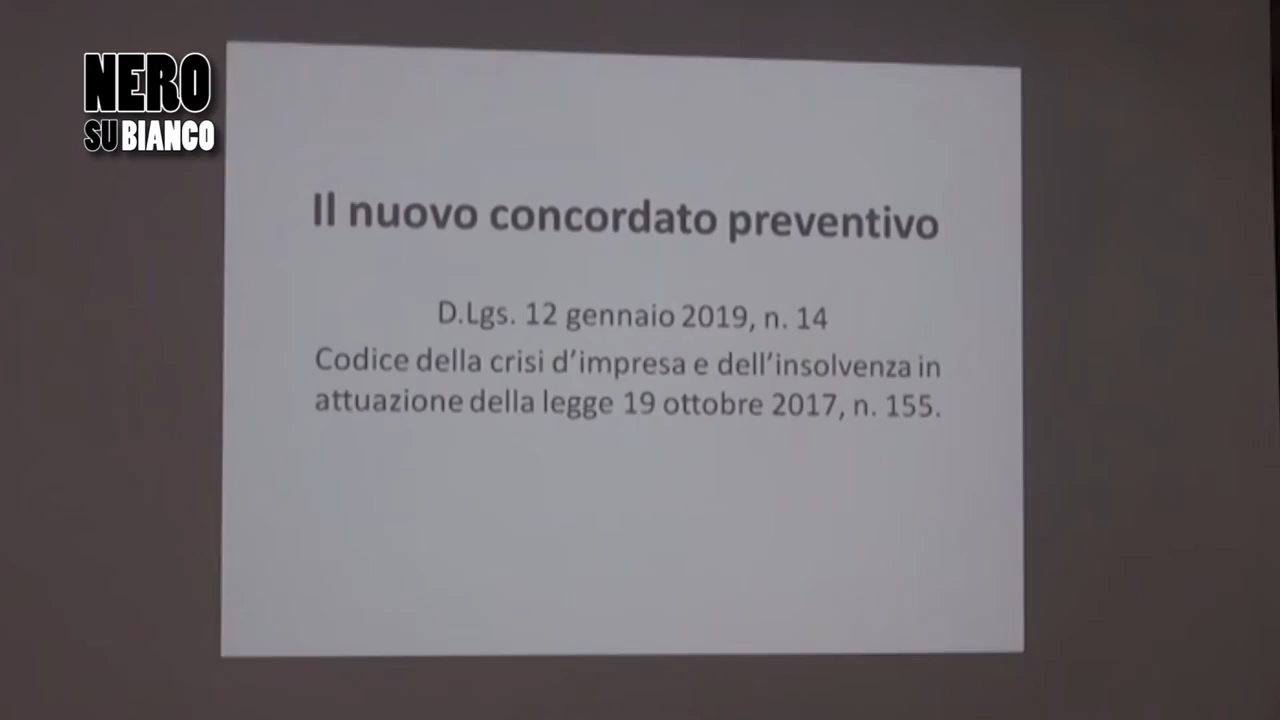 NERO
SU BIANCO
Il nuovo concordato preventivo
D.Lgs. 12 gennaio 2019, n. 14
Codice della crisi d'impresa e dell'insolvenza in
attuazione della legge 19 ottobre 2017, n. 155.